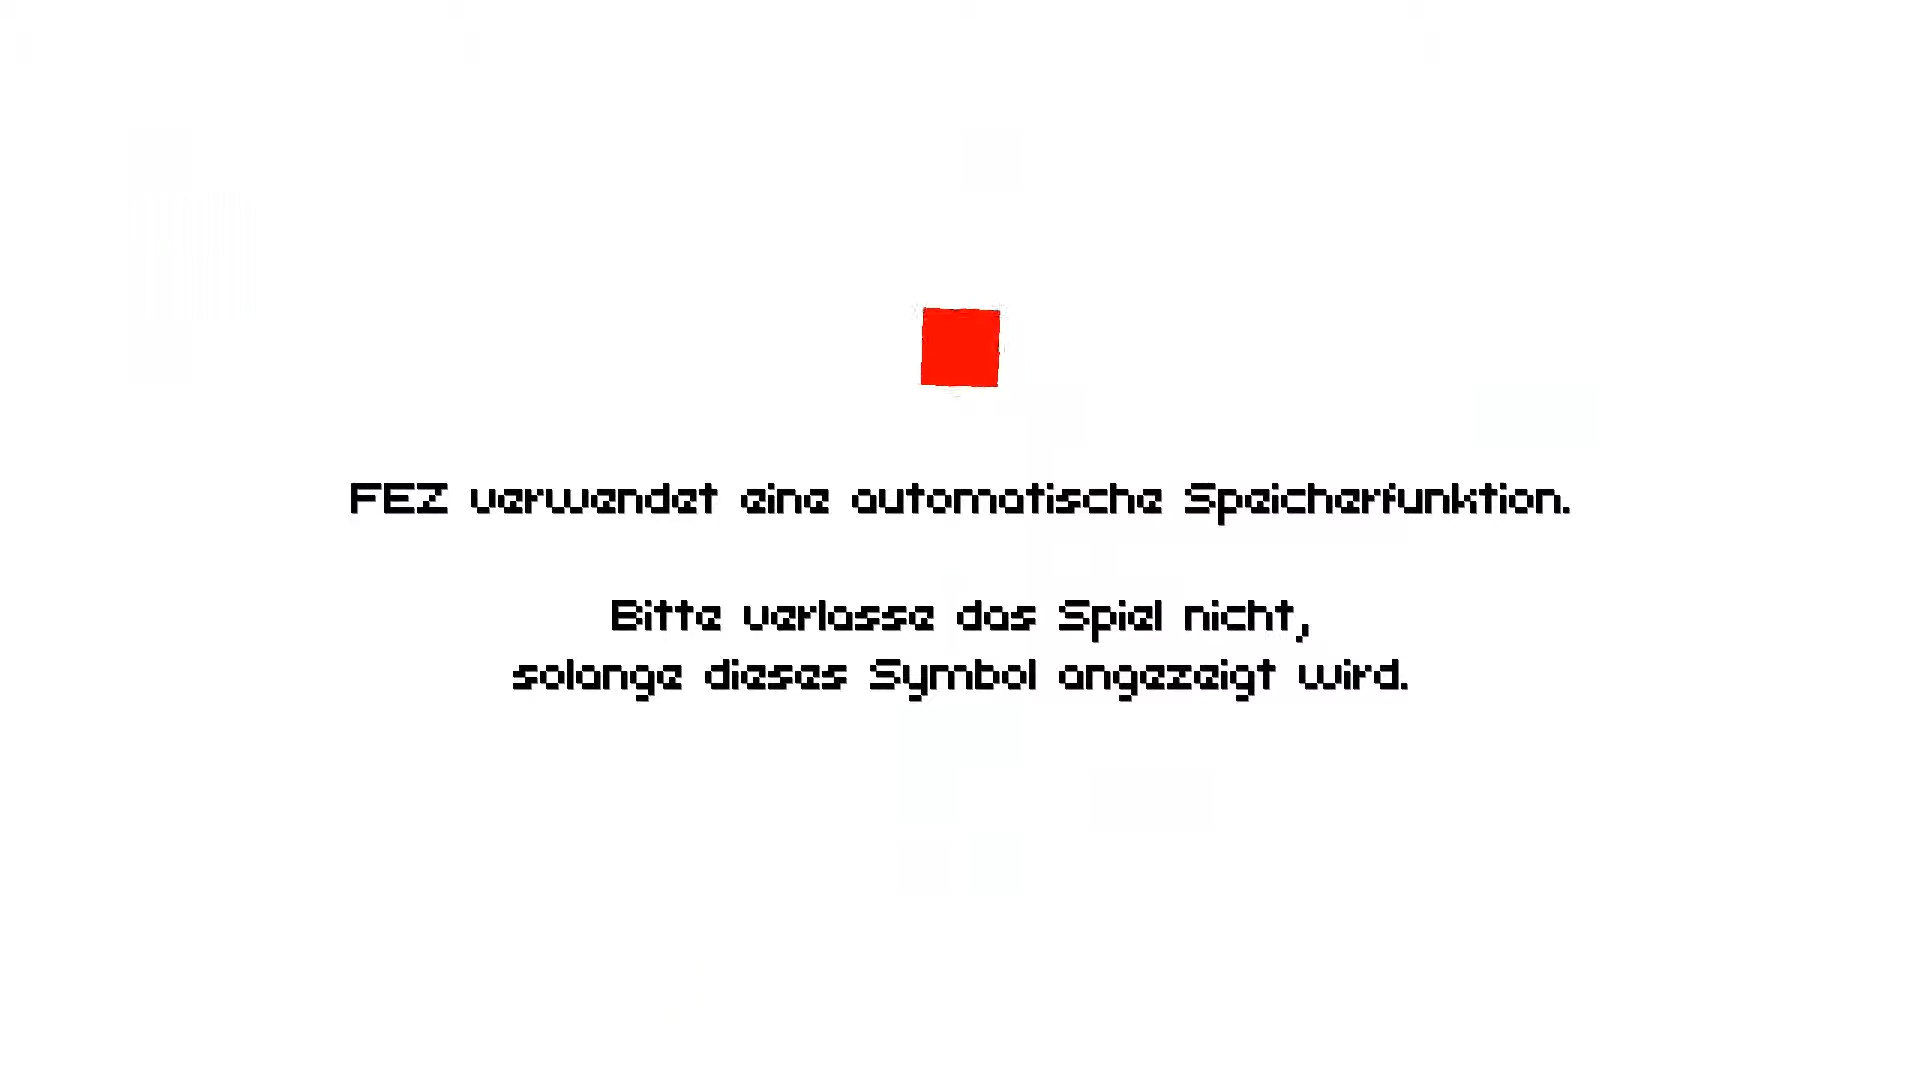 FEZ verwendet eine automatische Speicherfunktion.
Bitte verlasse das Spiel nicht,
solange dieses Symbol angezeigt wird.